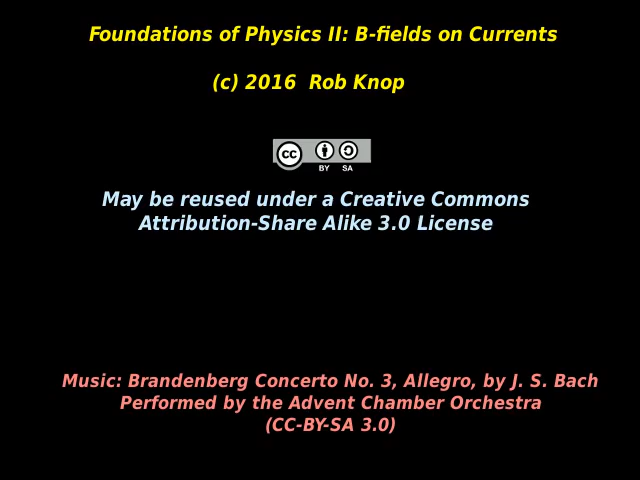 Foundations of Physics II: B-fields on Currents
(c) 2016 Rob Knop
cc
BY SA
May be reused under a Creative Commons
Attribution-Share Alike 3.0 License
Music: Brandenberg Concerto No. 3, Allegro, by J. S. Bach
Performed by the Advent Chamber Orchestra
(CC-BY-SA 3.0)